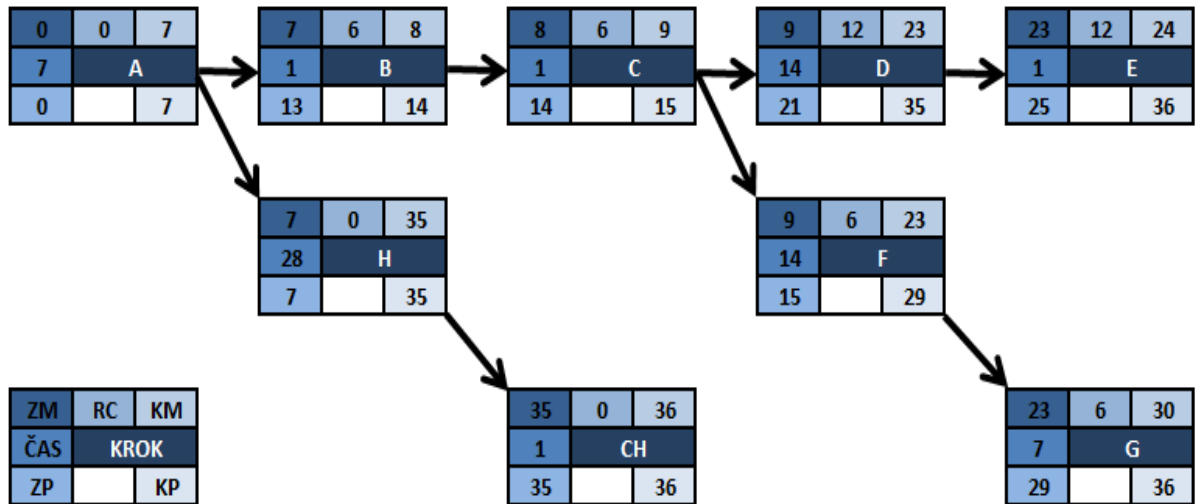 0 0 7
7 A
0 7
7 6 8
1 B
13 14
8 6 9
1 C
14 15
9 12 23
14 D
21 35
23 12 24
1 E
25 36
7 0 35
28 H
7 35
9 6 23
14 F
15 29
ZM RC KM
ČAS KROK
ZP KP
35 0 36
1 CH
35 36
23 6 30
7 G
29 36